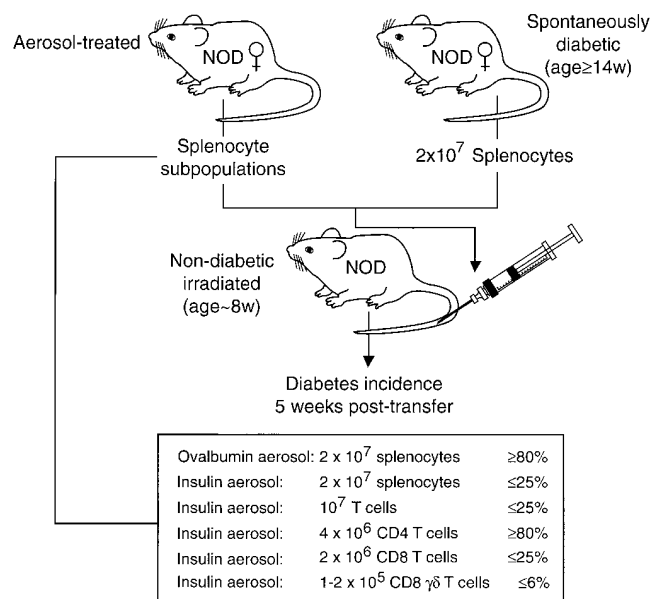 Aerosol-treated
NOD ♀
NOD ♀
Spontaneously
diabetic
(age≥14w)
Splenocyte
subpopulations
2x10⁷ Splenocytes
Non-diabetic
irradiated
(age~8w)
NOD
Diabetes incidence
5 weeks post-transfer
Ovalbumin aerosol: 2 x 10⁷ splenocytes ≥80%
Insulin aerosol: 2 x 10⁷ splenocytes ≤25%
Insulin aerosol: 10⁷ T cells ≤25%
Insulin aerosol: 4 x 10⁶ CD4 T cells ≥80%
Insulin aerosol: 2 x 10⁶ CD8 T cells ≤25%
Insulin aerosol: 1-2 x 10⁵ CD8 γδ T cells ≤6%